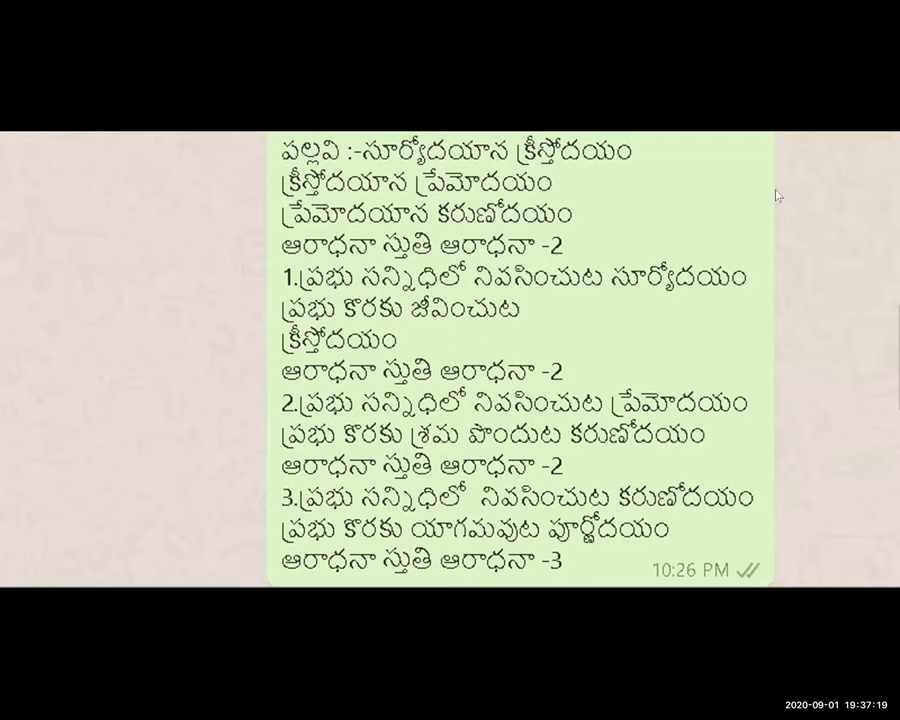 పల్లవి :-సూర్యోదయాన క్రీస్తోదయం
క్రీస్తోదయాన ప్రేమోదయం
ప్రేమోదయాన కరుణోదయం
ఆరాధనా స్తుతి ఆరాధనా -2
1.ప్రభు సన్నిధిలో నివసించుట సూర్యోదయం
ప్రభు కొరకు జీవించుట
క్రీస్తోదయం
ఆరాధనా స్తుతి ఆరాధనా -2
2.ప్రభు సన్నిధిలో నివసించుట ప్రేమోదయం
ప్రభు కొరకు శ్రమ పొందుట కరుణోదయం
ఆరాధనా స్తుతి ఆరాధనా -2
3.ప్రభు సన్నిధిలో  నివసించుట కరుణోదయం
ప్రభు కొరకు యాగమవుట పూర్ణోదయం
ఆరాధనా స్తుతి ఆరాధనా -3
10:26 PM
2020-09-01 19:37:19